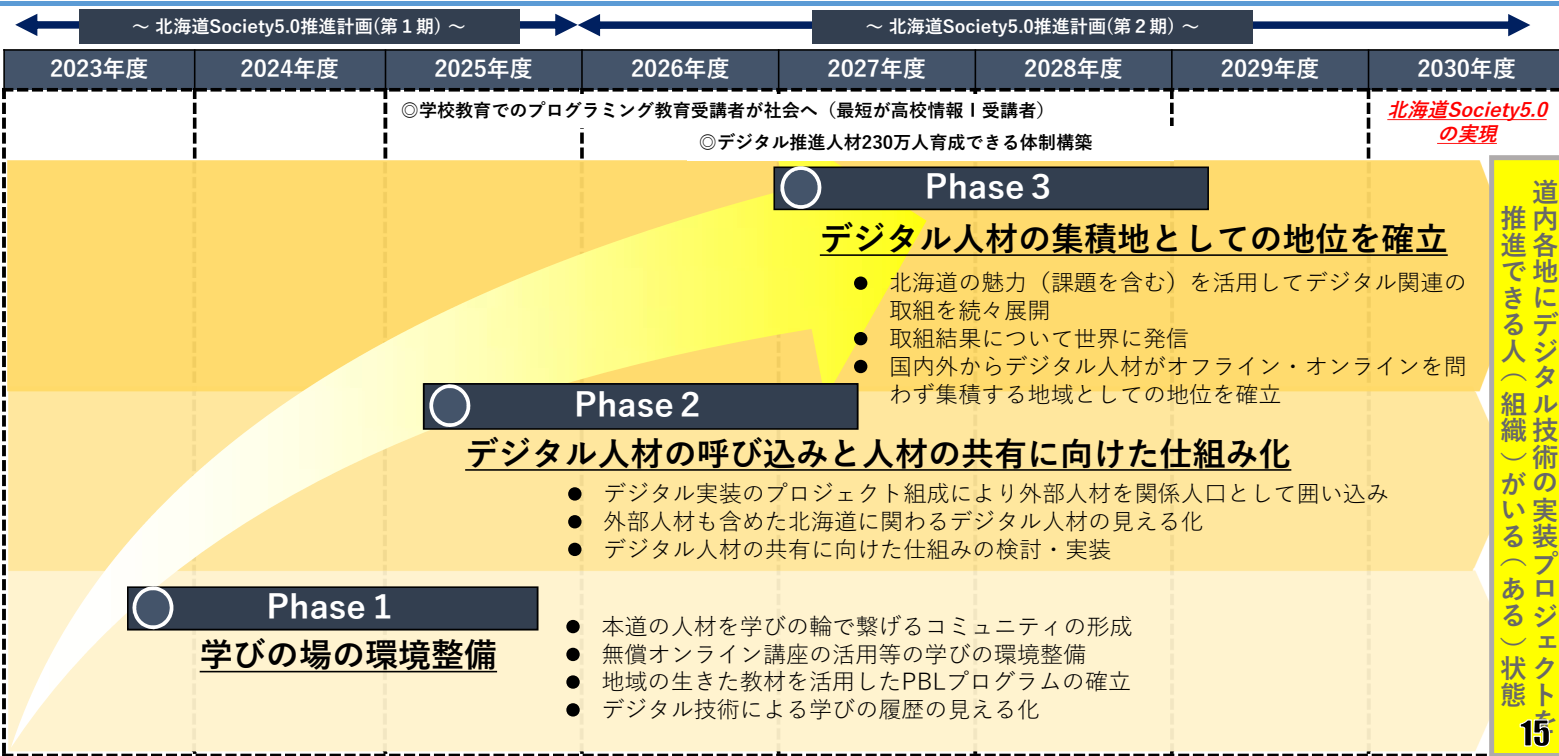 ～ 北海道Society5.0推進計画(第１期) ～
～ 北海道Society5.0推進計画(第２期) ～
2023年度
2024年度
2025年度
2026年度
2027年度
2028年度
2029年度
2030年度
◎学校教育でのプログラミング教育受講者が社会へ（最短が高校情報Ⅰ受講者）
◎デジタル推進人材230万人育成できる体制構築
北海道Society5.0
の実現
Phase３
デジタル人材の集積地としての地位を確立
● 北海道の魅力（課題を含む）を活用してデジタル関連の
取組を続々展開
● 取組結果について世界に発信
● 国内外からデジタル人材がオフライン・オンラインを問
わず集積する地域としての地位を確立
Phase２
デジタル人材の呼び込みと人材の共有に向けた仕組み化
● デジタル実装のプロジェクト組成により外部人材を関係人口として囲い込み
● 外部人材も含めた北海道に関わるデジタル人材の見える化
● デジタル人材の共有に向けた仕組みの検討・実装
Phase１
学びの場の環境整備
● 本道の人材を学びの輪で繋げるコミュニティの形成
● 無償オンライン講座の活用等の学びの環境整備
● 地域の生きた教材を活用したPBLプログラムの確立
● デジタル技術による学びの履歴の見える化
道内各地にデジタル技術の実装プロジェクトを
推進できる人（組織）がいる（ある）状態
15